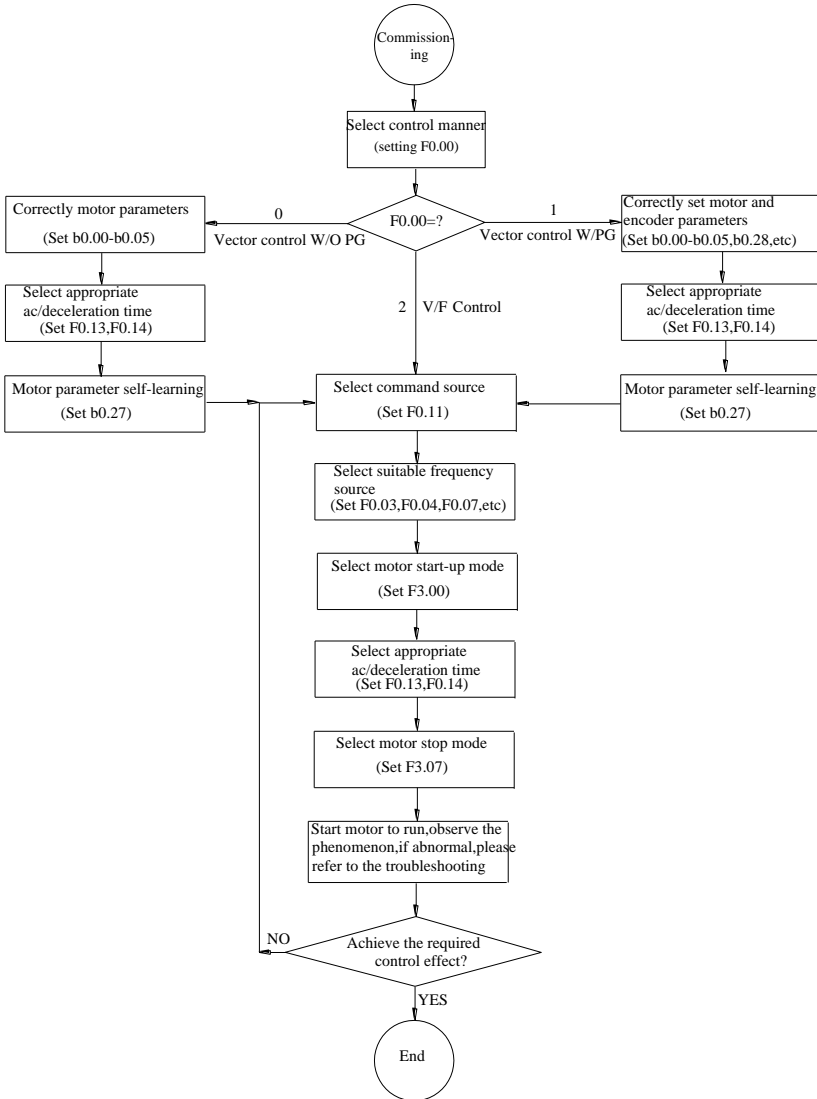 Commission-
ing
Select control manner
(setting F0.00)
F0.00=?
0
Vector control W/O PG
1
Vector control W/PG
2 V/F Control
Correctly motor parameters
(Set b0.00-b0.05)
Select appropriate
ac/deceleration time
(Set F0.13,F0.14)
Motor parameter self-learning
(Set b0.27)
Correctly set motor and
encoder parameters
(Set b0.00-b0.05,b0.28,etc)
Select appropriate
ac/deceleration time
(Set F0.13,F0.14)
Motor parameter self-learning
(Set b0.27)
Select command source
(Set F0.11)
Select suitable frequency
source
(Set F0.03,F0.04,F0.07,etc)
Select motor start-up mode
(Set F3.00)
Select appropriate
ac/deceleration time
(Set F0.13,F0.14)
Select motor stop mode
(Set F3.07)
Start motor to run,observe the
phenomenon,if abnormal,please
refer to the troubleshooting
NO
Achieve the required
control effect?
YES
End